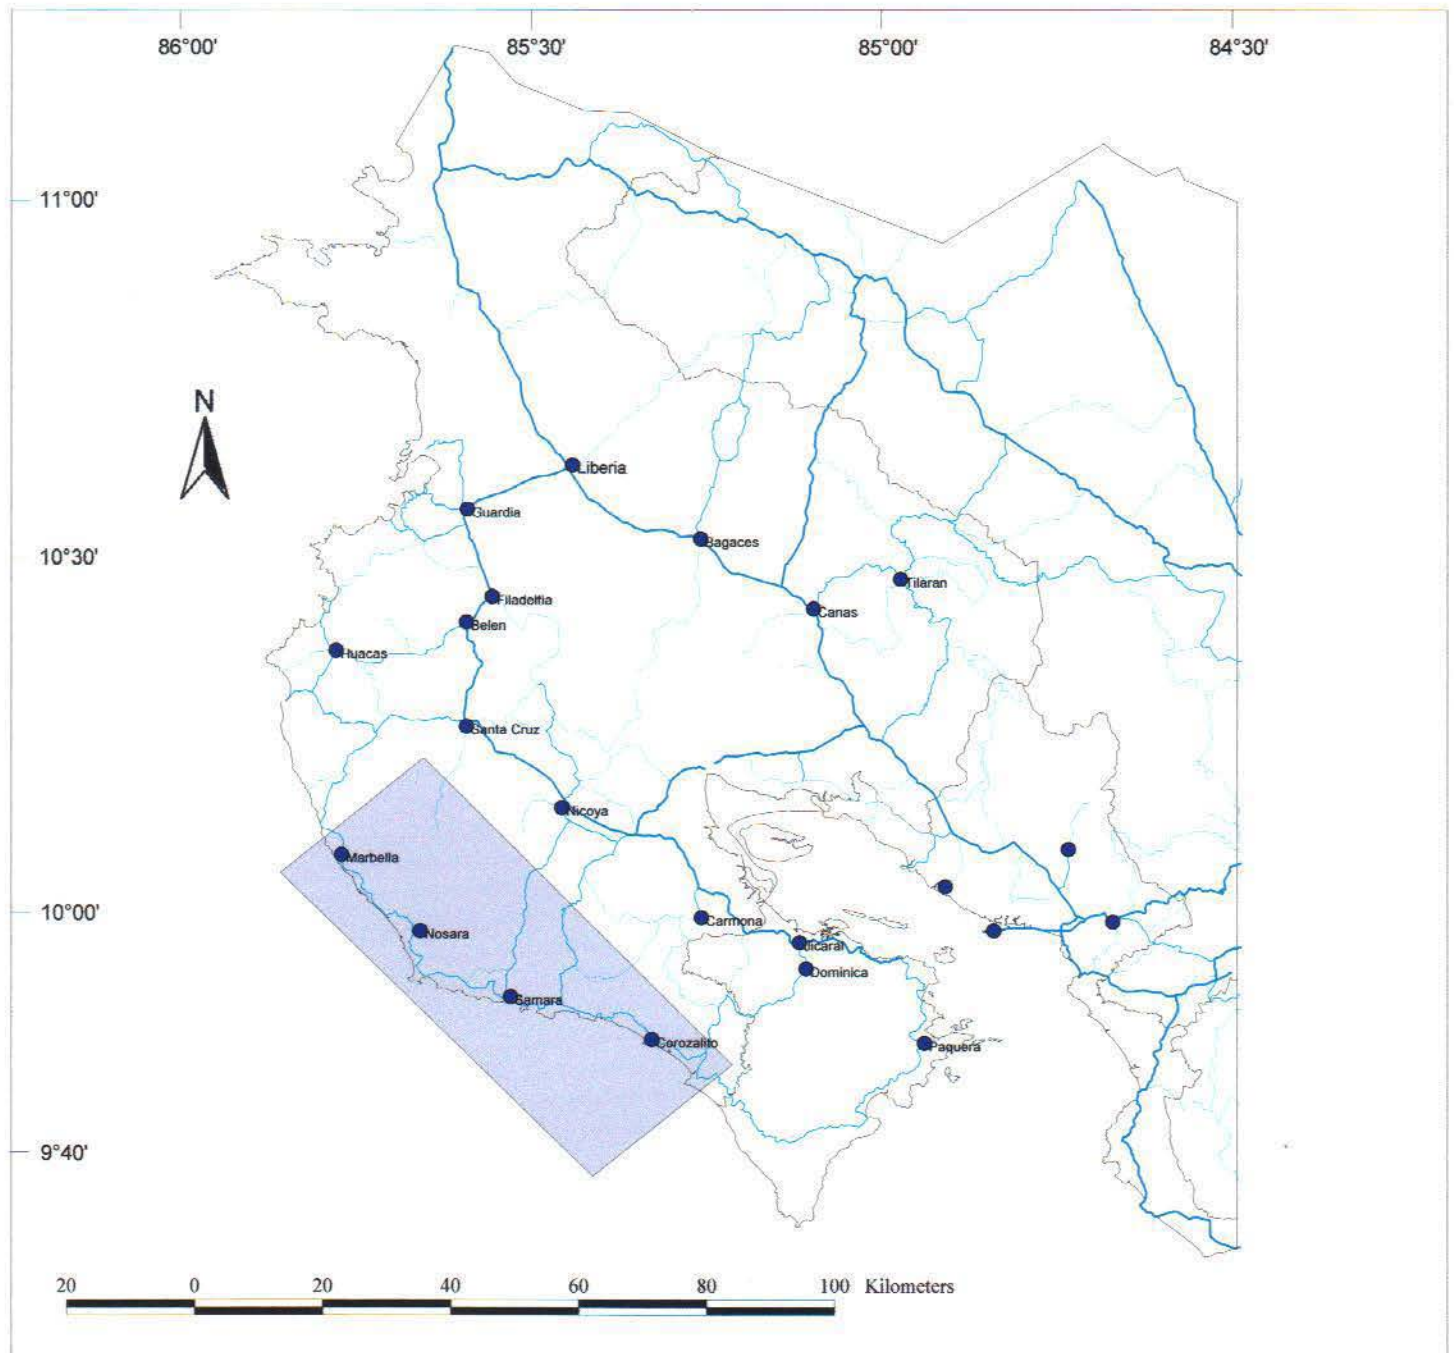 86°00' 85°30' 85°00' 84°30'
11°00'
N
Liberia
Guardia
Bagaces
10°30'
Tilaran
Filadelfia
Canas
Belen
Huacas
Santa Cruz
Nicoya
Marbella
10°00'
Carmona
Nosara
Jicaral
Dominica
Samara
Corozalito
Paquera
9°40'
20 0 20 40 60 80 100 Kilometers